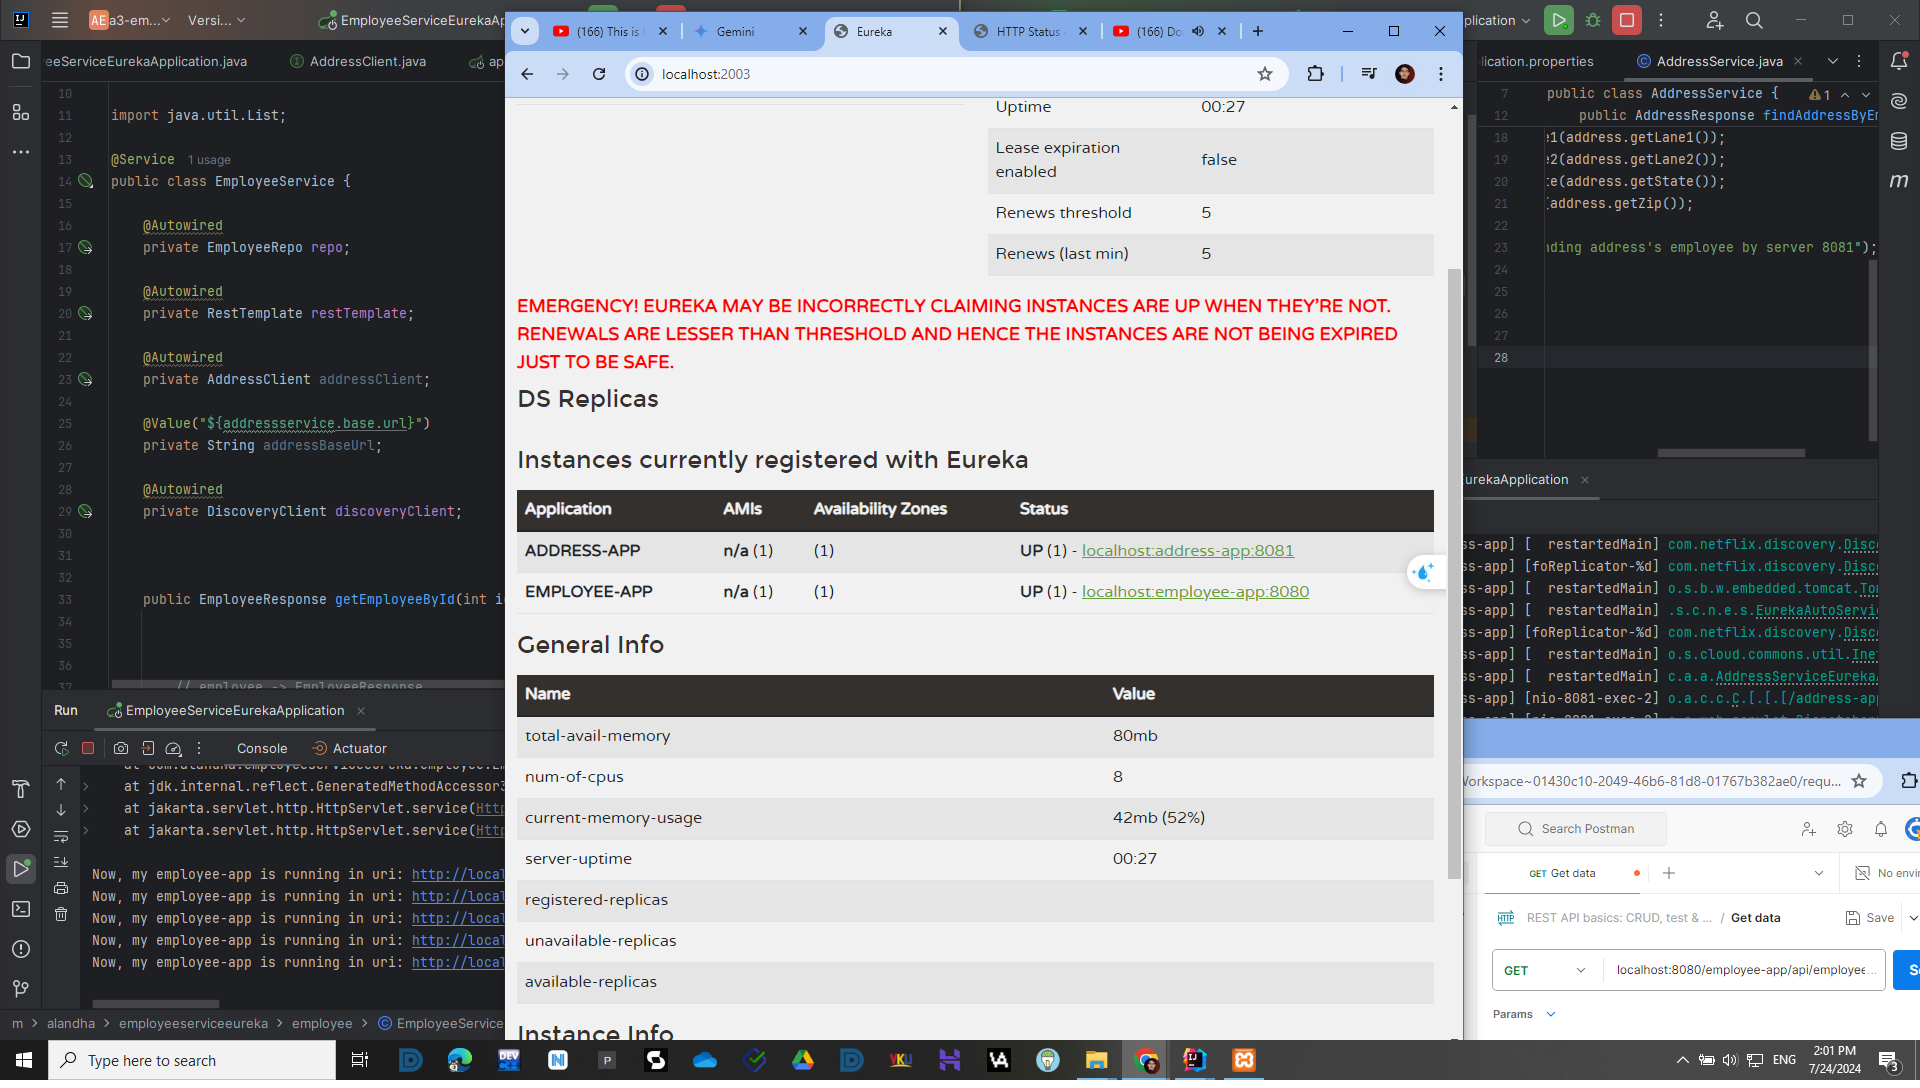 AE
a3-em...
Versi...
EmployeeServiceEurekaAp
eeServiceEurekaApplication.java
AddressClient.java
10
11 import java.util.List;
12
13 @Service 1 usage
14 public class EmployeeService {
15
16 @Autowired
17 private EmployeeRepo repo;
18
19 @Autowired
20 private RestTemplate restTemplate;
21
22 @Autowired
23 private AddressClient addressClient;
24
25 @Value("${addressservice.base.url}")
26 private String addressBaseUrl;
27
28 @Autowired
29 private DiscoveryClient discoveryClient;
30
31
32
33 public EmployeeResponse getEmployeeById(int i
34
35
36
37 // employee -> EmployeeResponse
Run EmployeeServiceEurekaApplication
Console Actuator
at jdk.internal.reflect.GeneratedMethodAccessor3
at jakarta.servlet.http.HttpServlet.service(Http
at jakarta.servlet.http.HttpServlet.service(Http
Now, my employee-app is running in uri: http://local
Now, my employee-app is running in uri: http://local
Now, my employee-app is running in uri: http://local
Now, my employee-app is running in uri: http://local
Now, my employee-app is running in uri: http://local
m > alandha > employeeserviceeureka > employee > EmployeeService
(166) This is
Gemini
Eureka
HTTP Status
(166) Do
localhost:2003
Uptime 00:27
Lease expiration enabled false
Renews threshold 5
Renews (last min) 5
EMERGENCY! EUREKA MAY BE INCORRECTLY CLAIMING INSTANCES ARE UP WHEN THEY'RE NOT.
RENEWALS ARE LESSER THAN THRESHOLD AND HENCE THE INSTANCES ARE NOT BEING EXPIRED
JUST TO BE SAFE.
DS Replicas
Instances currently registered with Eureka
Application AMIs Availability Zones Status
ADDRESS-APP n/a (1) (1) UP (1) - localhost:address-app:8081
EMPLOYEE-APP n/a (1) (1) UP (1) - localhost:employee-app:8080
General Info
Name Value
total-avail-memory 80mb
num-of-cpus 8
current-memory-usage 42mb (52%)
server-uptime 00:27
registered-replicas
unavailable-replicas
available-replicas
Instance Info
plication
lication.properties
AddressService.java
7 public class AddressService { 1
12 public AddressResponse findAddressByEm
18 e1(address.getLane1());
19 e2(address.getLane2());
20 te(address.getState());
21 (address.getZip());
22
23 nding address's employee by server 8081");
24
25
26
27
28
urekaApplication
ss-app] [ restartedMain] com.netflix.discovery.Disc
ss-app] [foReplicator-%d] com.netflix.discovery.Disc
ss-app] [ restartedMain] o.s.b.w.embedded.tomcat.Tom
ss-app] [ restartedMain] .s.c.n.e.s.EurekaAutoServi
ss-app] [foReplicator-%d] com.netflix.discovery.Disc
ss-app] [ restartedMain] o.s.cloud.commons.util.Ine
ss-app] [ restartedMain] c.a.a.AddressServiceEureka
ss-app] [nio-8081-exec-2] o.a.c.c.C.[.[.[/address-ap
Workspace~01430c10-2049-46b6-81d8-01767b382ae0/requ...
Search Postman
GET Get data
No envi
HTTP REST API basics: CRUD, test & ... / Get data Save
GET localhost:8080/employee-app/api/employee... S
Params
Type here to search
DEV
P
VKU
ENG
2:01 PM
7/24/2024
3